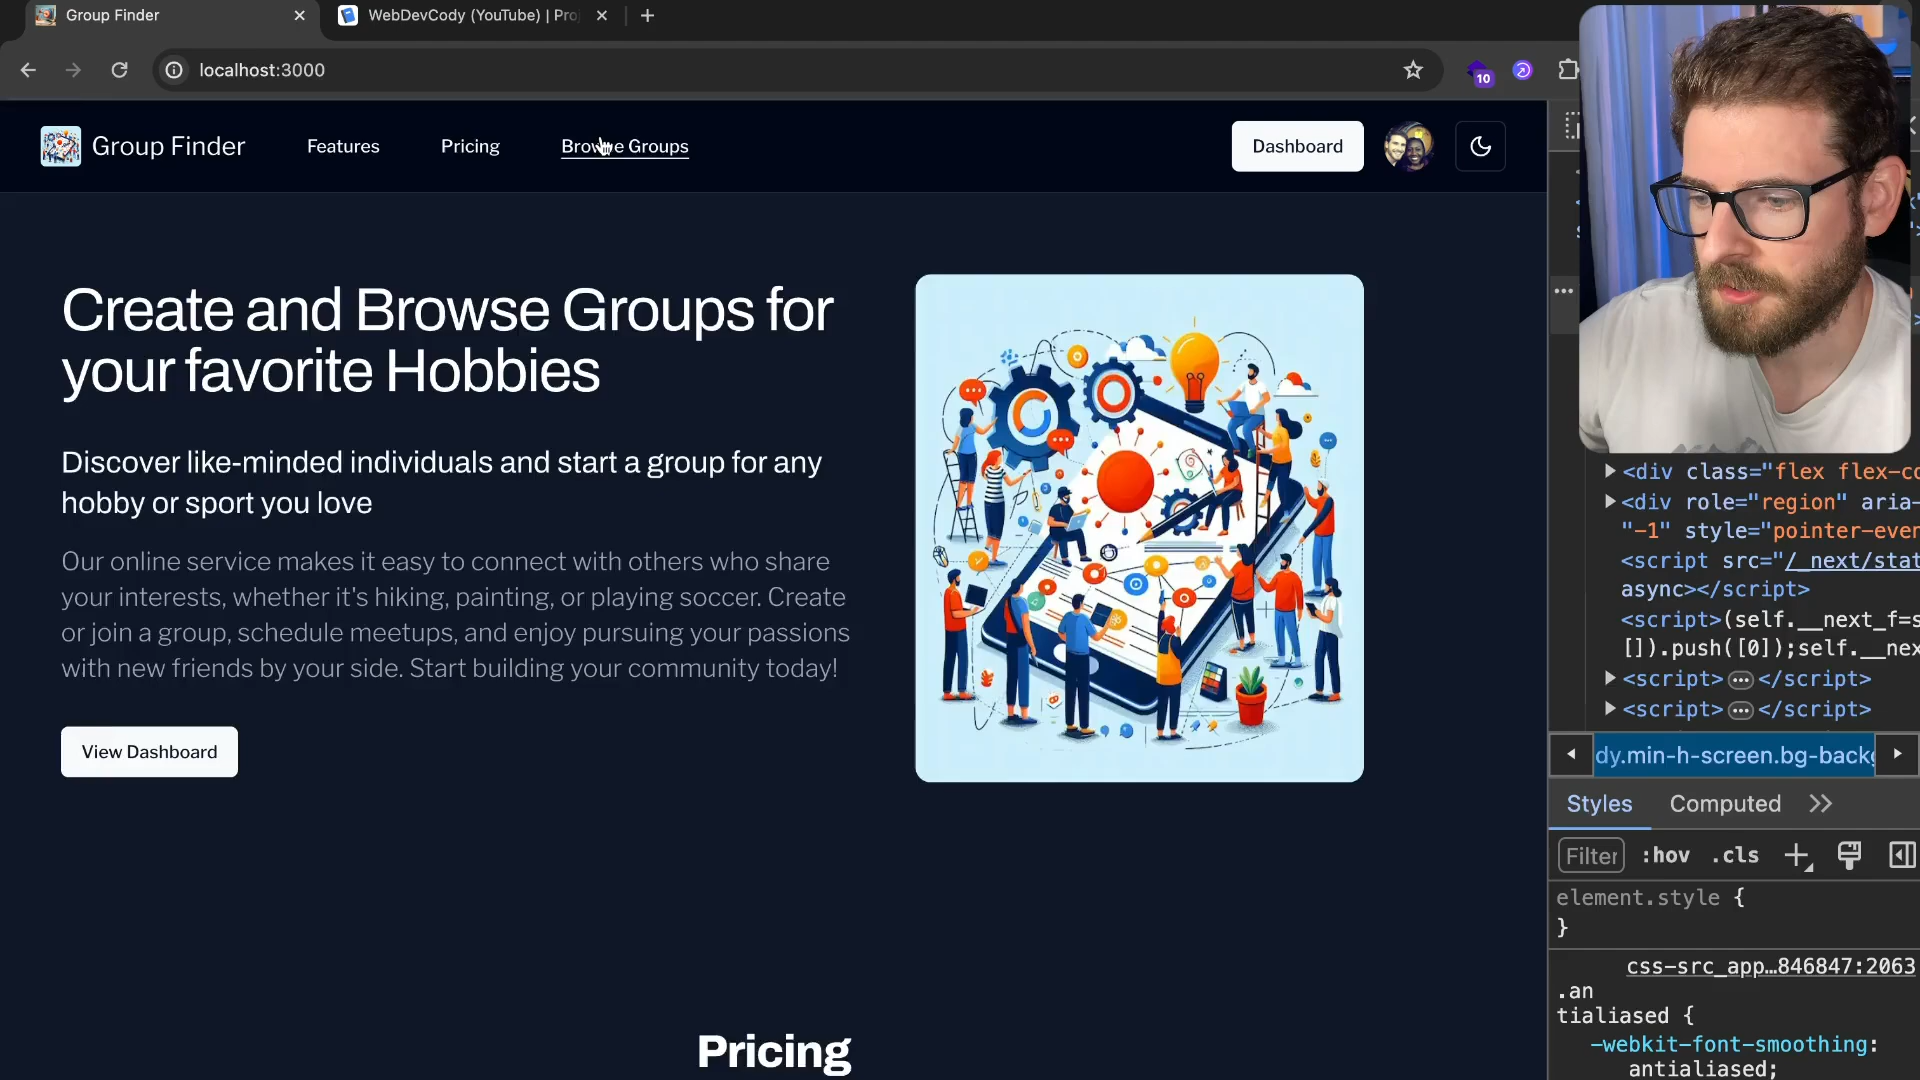 Group Finder
WebDevCody (YouTube) | Pro
localhost:3000
10
Group Finder
Features
Pricing
Browse Groups
Dashboard
Create and Browse Groups for
your favorite Hobbies
Discover like-minded individuals and start a group for any
hobby or sport you love
Our online service makes it easy to connect with others who share
your interests, whether it's hiking, painting, or playing soccer. Create
or join a group, schedule meetups, and enjoy pursuing your passions
with new friends by your side. Start building your community today!
View Dashboard
Pricing
<div class="flex flex-co
<div role="region" aria-
"-1" style="pointer-even
<script src="/_next/stat
async></script>
<script>(self.__next_f=s
[]).push([0]);self.__nex
<script> … </script>
<script> … </script>
dy.min-h-screen.bg-backg
Styles
Computed
Filter
:hov
.cls
element.style {
}
css-src_app…846847:2063
.an
tialiased {
-webkit-font-smoothing:
antialiased;